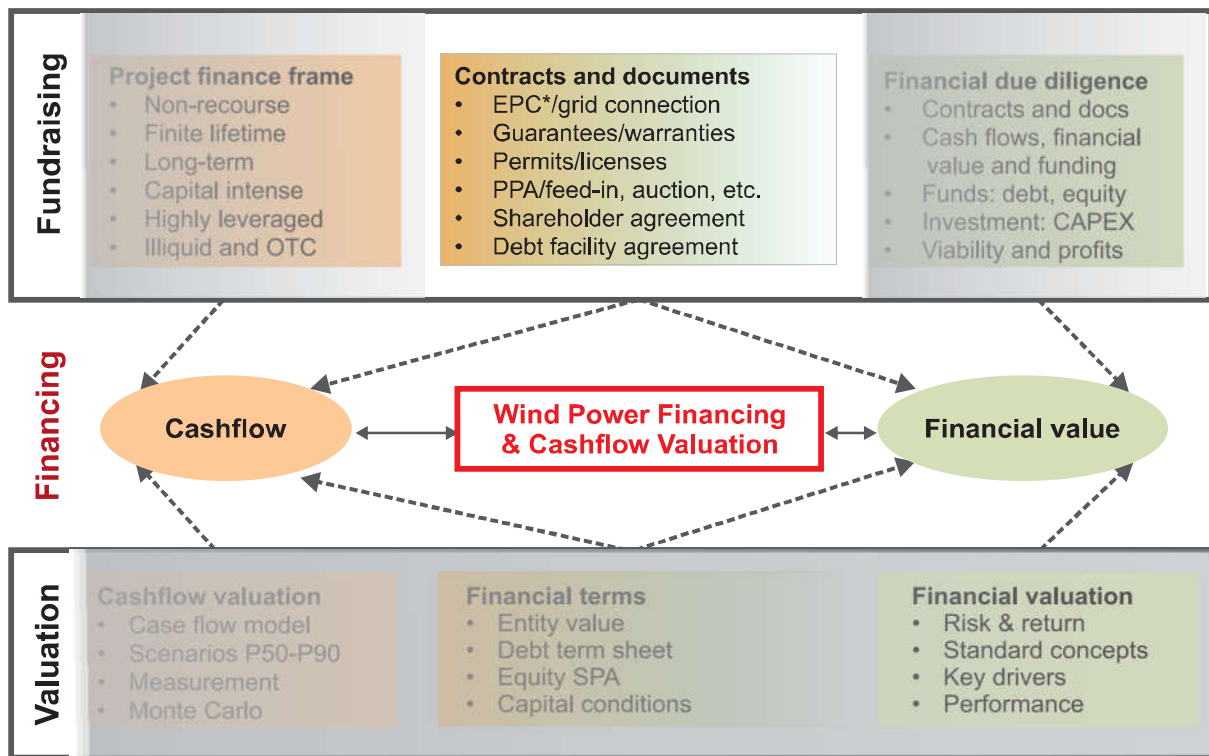 Fundraising
Project finance frame
• Non-recourse
• Finite lifetime
• Long-term
• Capital intense
• Highly leveraged
• Illiquid and OTC
Contracts and documents
• EPC*/grid connection
• Guarantees/warranties
• Permits/licenses
• PPA/feed-in, auction, etc.
• Shareholder agreement
• Debt facility agreement
Financial due diligence
• Contracts and docs
• Cash flows, financial
value and funding
• Funds: debt, equity
• Investment: CAPEX
• Viability and profits
Financing
Cashflow
Wind Power Financing
& Cashflow Valuation
Financial value
Valuation
Cashflow valuation
• Case flow model
• Scenarios P50-P90
• Measurement
• Monte Carlo
Financial terms
• Entity value
• Debt term sheet
• Equity SPA
• Capital conditions
Financial valuation
• Risk & return
• Standard concepts
• Key drivers
• Performance